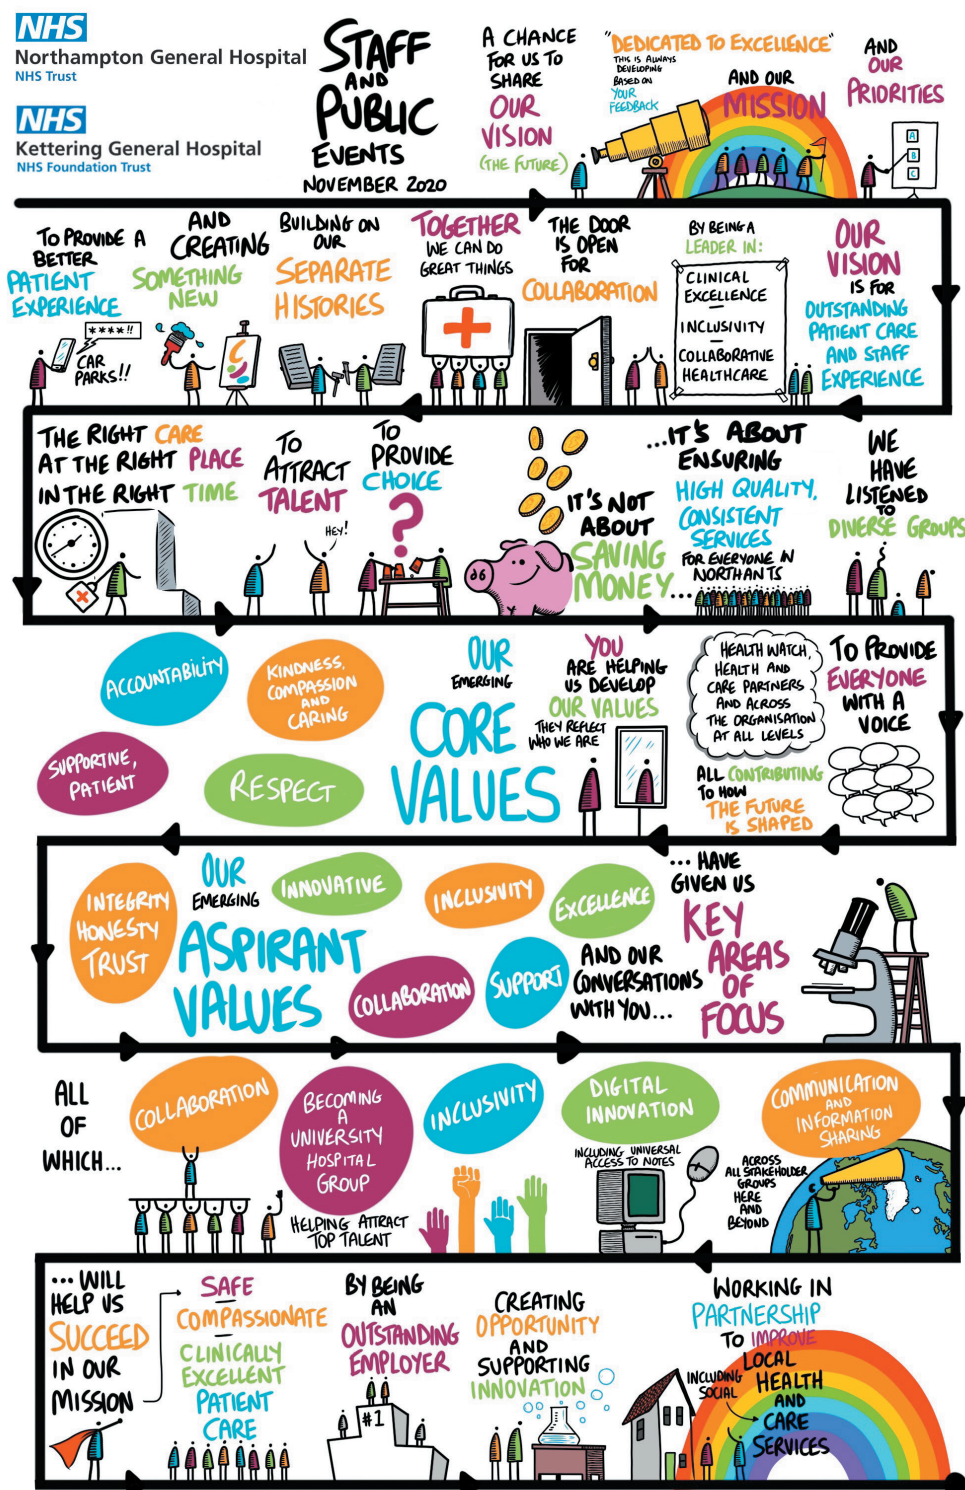 NHS
Northampton General Hospital
NHS Trust
NHS
Kettering General Hospital
NHS Foundation Trust
STAFF
AND
PUBLIC
EVENTS
NOVEMBER 2020
A CHANCE
FOR US TO
SHARE
OUR
VISION
(THE FUTURE)
"DEDICATED TO EXCELLENCE"
THIS IS ALWAYS
DEVELOPING
BASED ON
YOUR
FEEDBACK
AND OUR
MISSION
AND
OUR
PRIORITIES
A
B
C
OUR
VISION
IS FOR
OUTSTANDING
PATIENT CARE
AND STAFF
EXPERIENCE
BY BEING A
LEADER IN:
CLINICAL
EXCELLENCE
INCLUSIVITY
COLLABORATIVE
HEALTHCARE
THE DOOR
IS OPEN
FOR
COLLABORATION
TOGETHER
WE CAN DO
GREAT THINGS
BUILDING ON
OUR
SEPARATE
HISTORIES
AND
CREATING
SOMETHING
NEW
TO PROVIDE A
BETTER
PATIENT
EXPERIENCE
****!!
CAR
PARKS!!
THE RIGHT CARE
AT THE RIGHT PLACE
IN THE RIGHT TIME
TO
ATTRACT
TALENT
HEY!
TO
PROVIDE
CHOICE
?
IT'S NOT
ABOUT
SAVING
MONEY...
...IT'S ABOUT
ENSURING
HIGH QUALITY,
CONSISTENT
SERVICES
FOR EVERYONE IN
NORTHANTS
WE
HAVE
LISTENED
TO
DIVERSE GROUPS
TO PROVIDE
EVERYONE
WITH A
VOICE
HEALTH WATCH,
HEALTH AND
CARE PARTNERS
AND ACROSS
THE ORGANISATION
AT ALL LEVELS
ALL CONTRIBUTING
TO HOW
THE FUTURE
IS SHAPED
YOU
ARE HELPING
US DEVELOP
OUR VALUES
THEY REFLECT
WHO WE ARE
OUR
EMERGING
CORE
VALUES
KINDNESS,
COMPASSION
AND
CARING
ACCOUNTABILITY
RESPECT
SUPPORTIVE,
PATIENT
INTEGRITY
HONESTY
TRUST
OUR
EMERGING
ASPIRANT
VALUES
INNOVATIVE
COLLABORATION
INCLUSIVITY
SUPPORT
EXCELLENCE
AND OUR
CONVERSATIONS
WITH YOU...
... HAVE
GIVEN US
KEY
AREAS
OF
FOCUS
ALL
OF
WHICH...
COLLABORATION
BECOMING
A
UNIVERSITY
HOSPITAL
GROUP
HELPING ATTRACT
TOP TALENT
INCLUSIVITY
DIGITAL
INNOVATION
INCLUDING UNIVERSAL
ACCESS TO NOTES
COMMUNICATION
AND
INFORMATION
SHARING
ACROSS
ALL STAKEHOLDER
GROUPS
HERE
AND
BEYOND
... WILL
HELP US
SUCCEED
IN OUR
MISSION
SAFE
COMPASSIONATE
CLINICALLY
EXCELLENT
PATIENT
CARE
BY BEING
AN
OUTSTANDING
EMPLOYER
#1
CREATING
OPPORTUNITY
AND
SUPPORTING
INNOVATION
WORKING IN
PARTNERSHIP
TO IMPROVE
LOCAL
HEALTH
AND
CARE
SERVICES
INCLUDING
SOCIAL